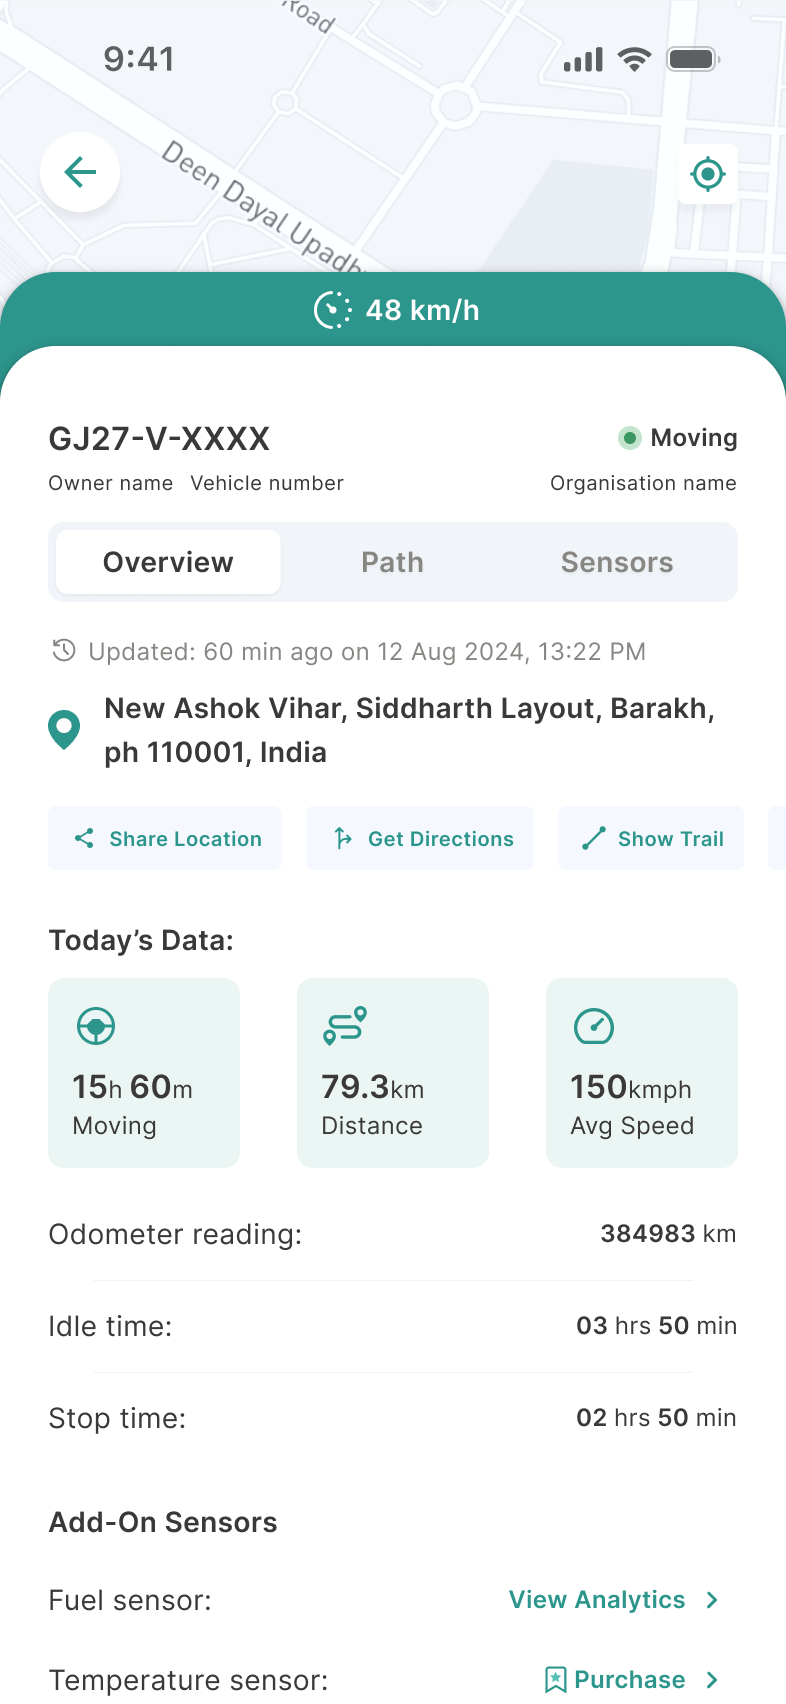 Road
9:41
Deen Dayal Upadh
48 km/h
GJ27-V-XXXX
Moving
Owner name Vehicle number
Organisation name
Overview Path Sensors
Updated: 60 min ago on 12 Aug 2024, 13:22 PM
New Ashok Vihar, Siddharth Layout, Barakh,
ph 110001, India
Share Location Get Directions Show Trail
Today’s Data:
15h 60m 79.3km 150kmph
Moving Distance Avg Speed
Odometer reading: 384983 km
Idle time: 03 hrs 50 min
Stop time: 02 hrs 50 min
Add-On Sensors
Fuel sensor: View Analytics
Temperature sensor: Purchase